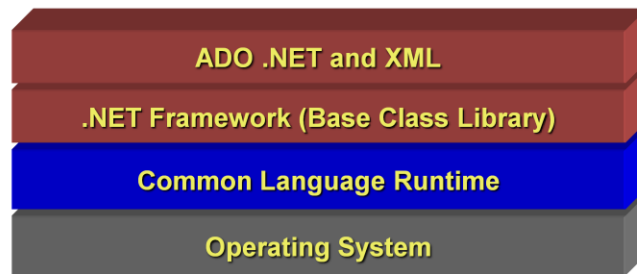 ADO .NET and XML
.NET Framework (Base Class Library)
Common Language Runtime
Operating System